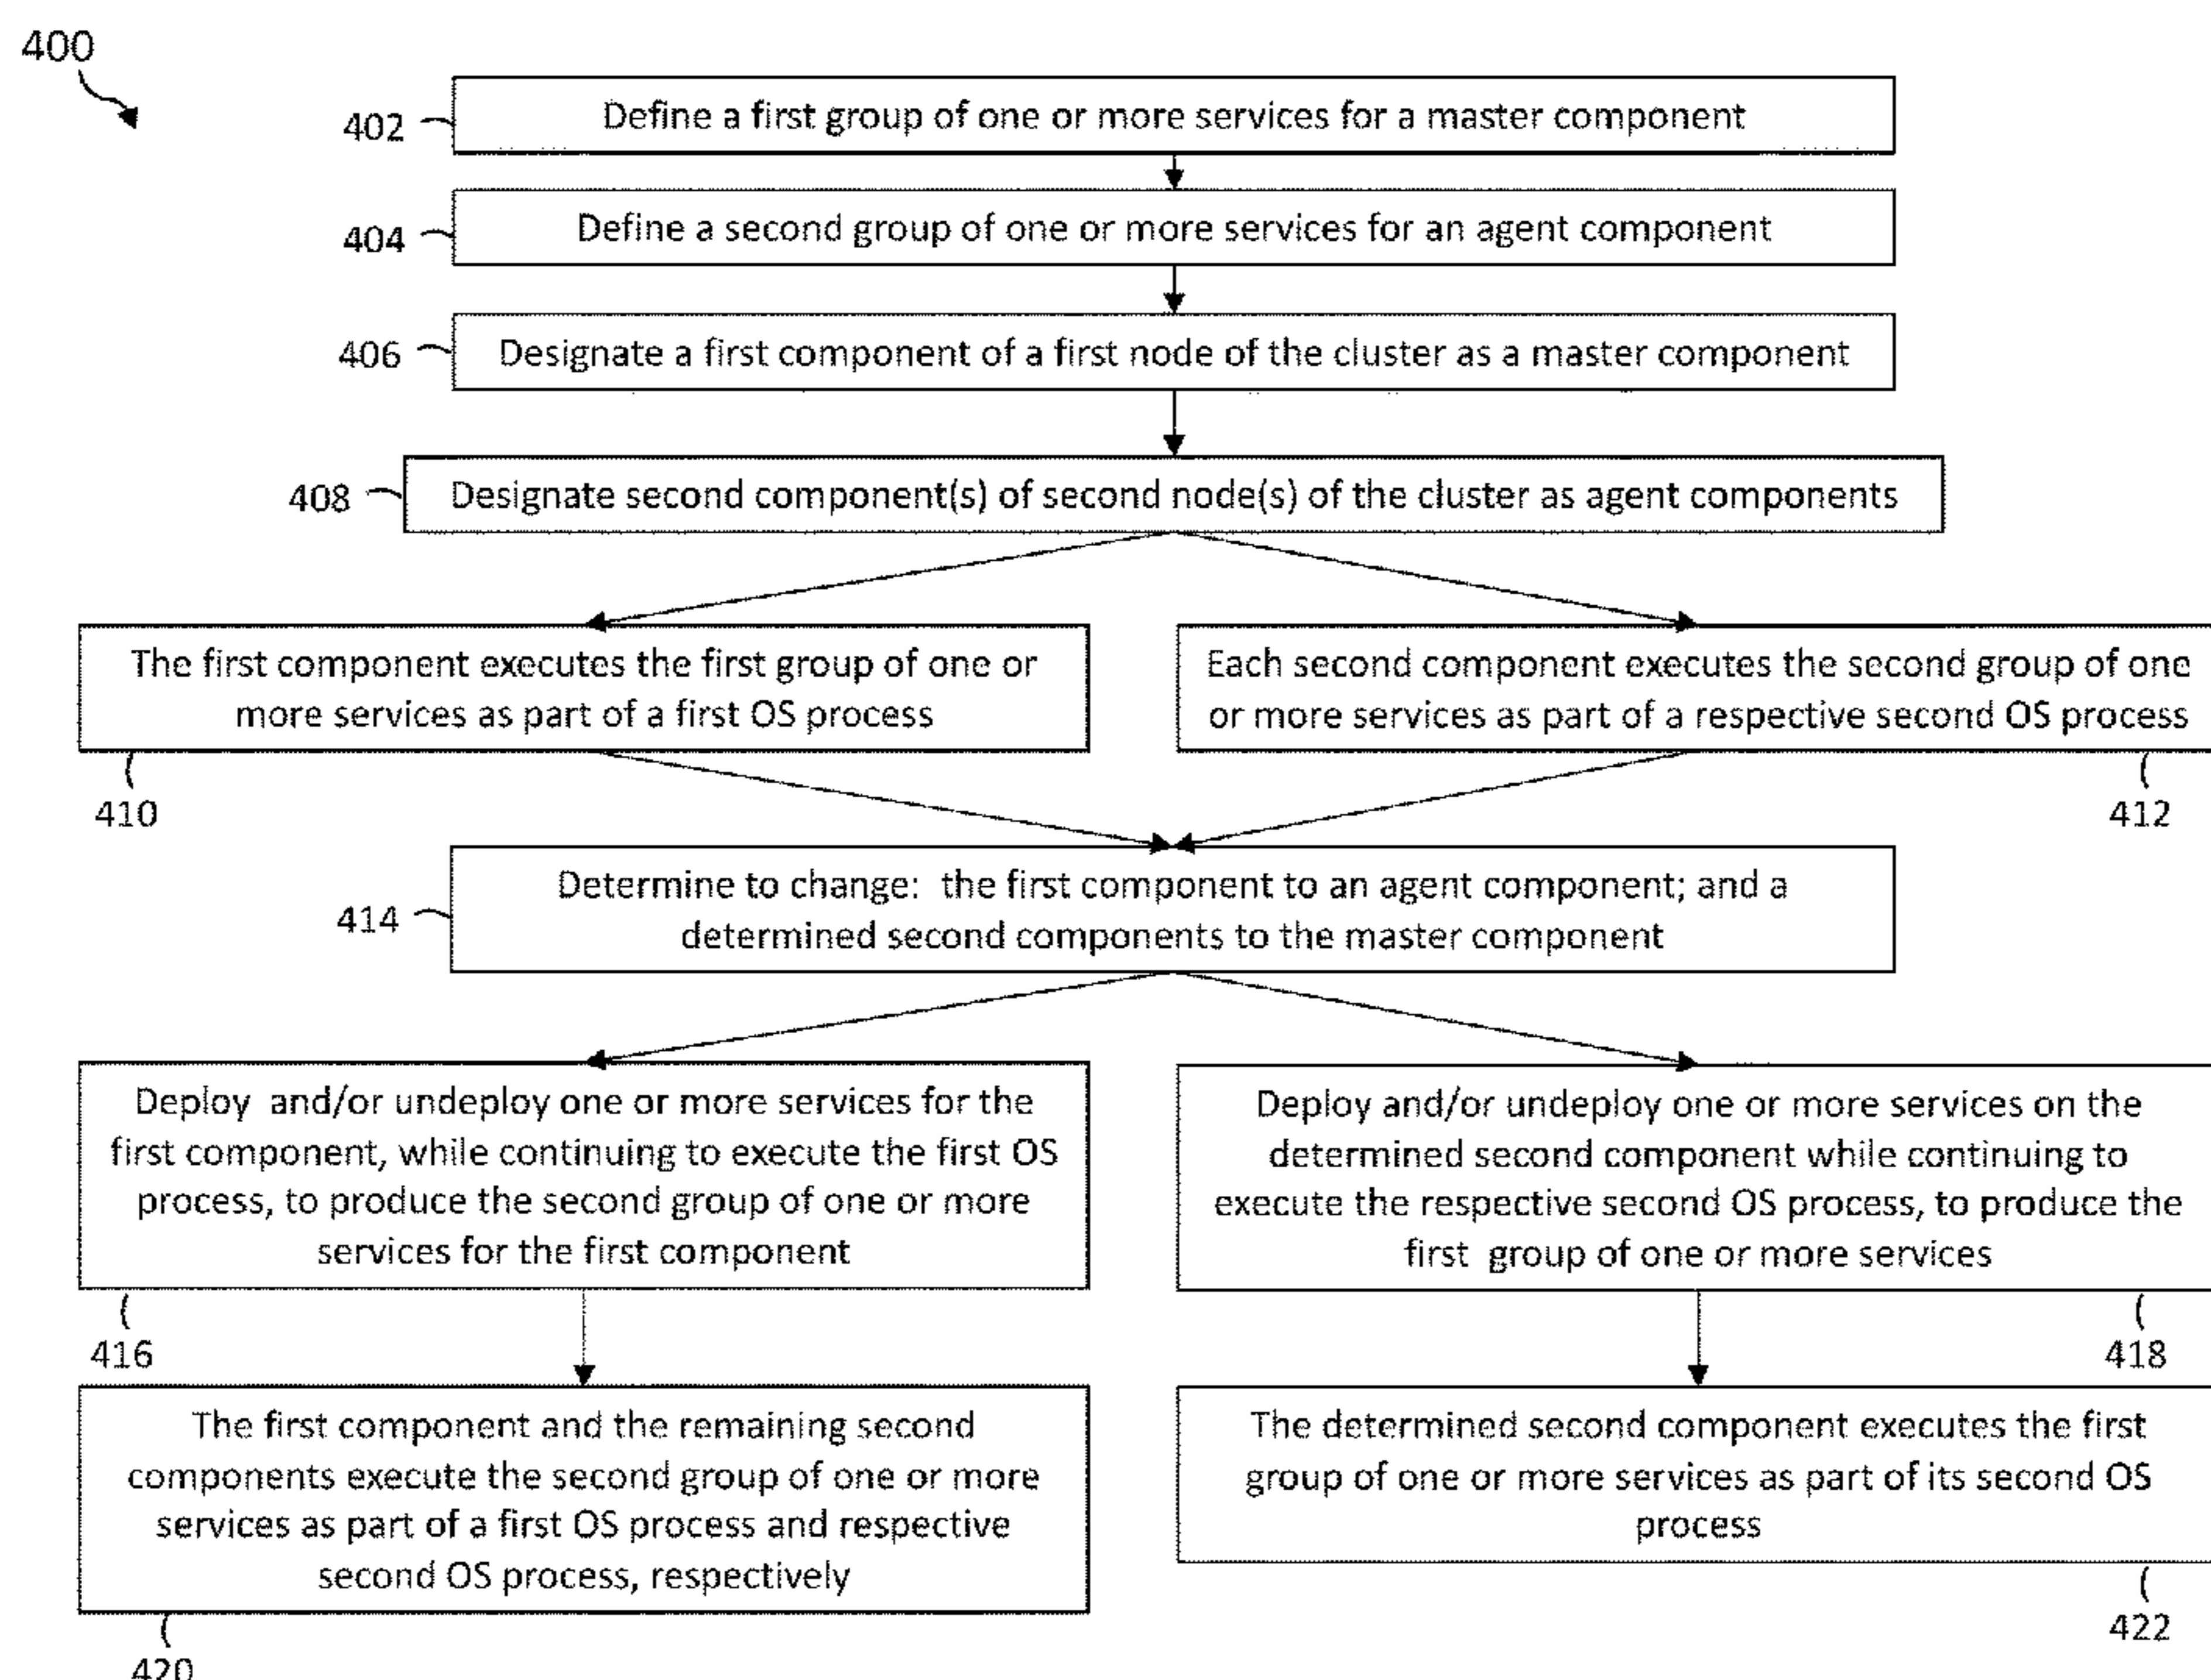 400
402
Define a first group of one or more services for a master component
404
Define a second group of one or more services for an agent component
406
Designate a first component of a first node of the cluster as a master component
408
Designate second component(s) of second node(s) of the cluster as agent components
The first component executes the first group of one or
more services as part of a first OS process
410
Each second component executes the second group of one
or more services as part of a respective second OS process
412
414
Determine to change: the first component to an agent component; and a
determined second components to the master component
Deploy and/or undeploy one or more services for the
first component, while continuing to execute the first OS
process, to produce the second group of one or more
services for the first component
416
Deploy and/or undeploy one or more services on the
determined second component while continuing to
execute the respective second OS process, to produce the
first group of one or more services
418
The first component and the remaining second
components execute the second group of one or more
services as part of a first OS process and respective
second OS process, respectively
420
The determined second component executes the first
group of one or more services as part of its second OS
process
422